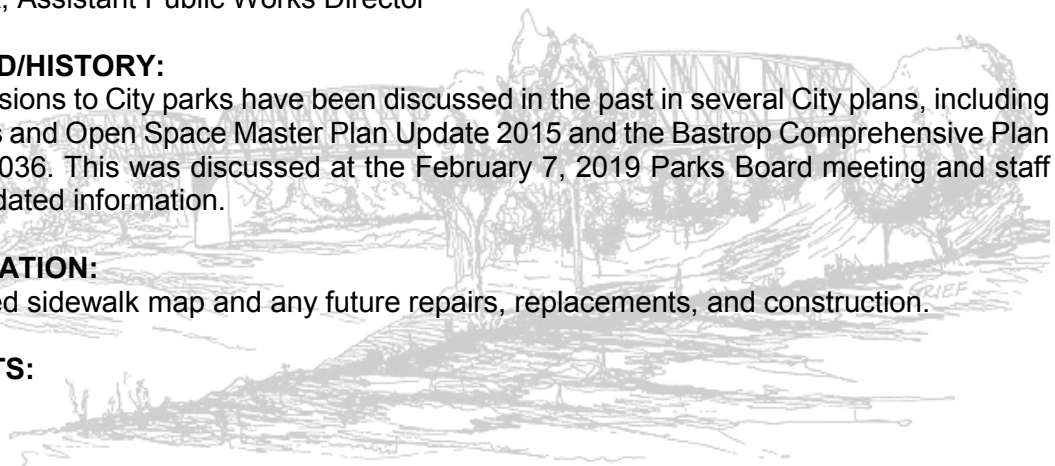 , Assistant Public Works Director
D/HISTORY:
sions to City parks have been discussed in the past in several City plans, including
s and Open Space Master Plan Update 2015 and the Bastrop Comprehensive Plan
036. This was discussed at the February 7, 2019 Parks Board meeting and staff
dated information.
ATION:
ed sidewalk map and any future repairs, replacements, and construction.
TS:
GRIEF